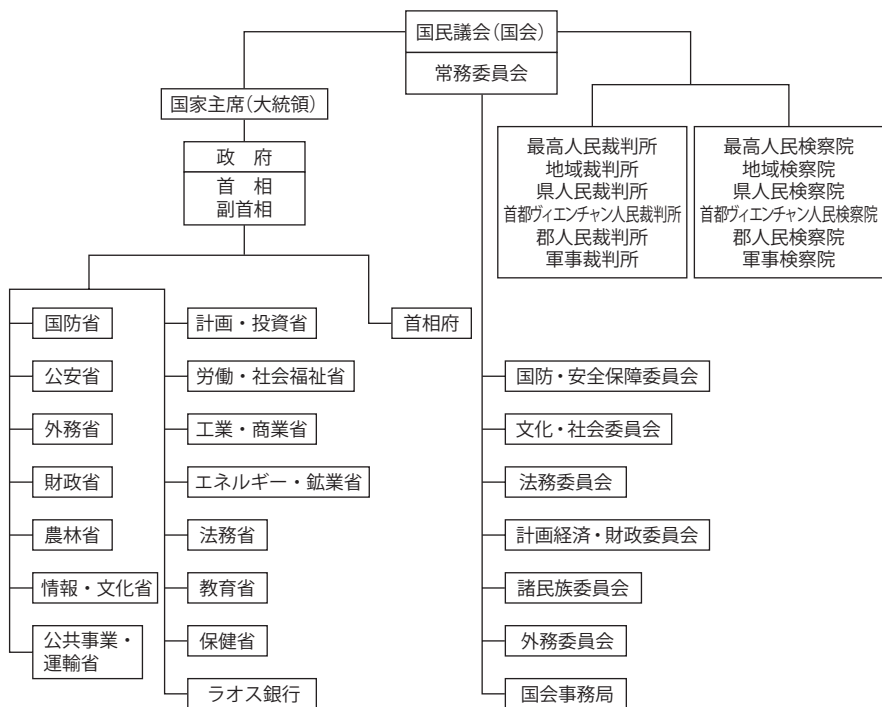 国民議会(国会)
常務委員会
国家主席(大統領)
政　府
首　相
副首相
最高人民裁判所
地域裁判所
県人民裁判所
首都ヴィエンチャン人民裁判所
郡人民裁判所
軍事裁判所
最高人民検察院
地域検察院
県人民検察院
首都ヴィエンチャン人民検察院
郡人民検察院
軍事検察院
国防省
公安省
外務省
財政省
農林省
情報・文化省
公共事業・
運輸省
計画・投資省
労働・社会福祉省
工業・商業省
エネルギー・鉱業省
法務省
教育省
保健省
ラオス銀行
首相府
国防・安全保障委員会
文化・社会委員会
法務委員会
計画経済・財政委員会
諸民族委員会
外務委員会
国会事務局